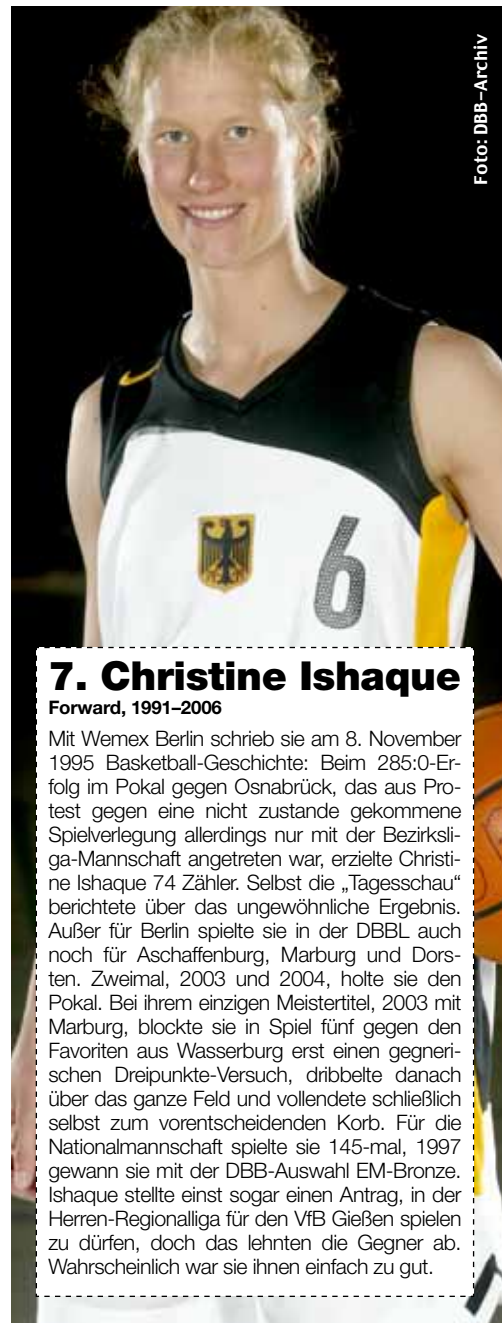 Foto: DBB–Archiv
6
7. Christine Ishaque
Forward, 1991–2006
Mit Wemex Berlin schrieb sie am 8. November
1995 Basketball-Geschichte: Beim 285:0-Er-
folg im Pokal gegen Osnabrück, das aus Pro-
test gegen eine nicht zustande gekommene
Spielverlegung allerdings nur mit der Bezirksli-
ga-Mannschaft angetreten war, erzielte Christi-
ne Ishaque 74 Zähler. Selbst die „Tagesschau“
berichtete über das ungewöhnliche Ergebnis.
Außer für Berlin spielte sie in der DBBL auch
noch für Aschaffenburg, Marburg und Dors-
ten. Zweimal, 2003 und 2004, holte sie den
Pokal. Bei ihrem einzigen Meistertitel, 2003 mit
Marburg, blockte sie in Spiel fünf gegen den
Favoriten aus Wasserburg erst einen gegneri-
schen Dreipunkte-Versuch, dribbelte danach
über das ganze Feld und vollendete schließlich
selbst zum vorentscheidenden Korb. Für die
Nationalmannschaft spielte sie 145-mal, 1997
gewann sie mit der DBB-Auswahl EM-Bronze.
Ishaque stellte einst sogar einen Antrag, in der
Herren-Regionalliga für den VfB Gießen spielen
zu dürfen, doch das lehnten die Gegner ab.
Wahrscheinlich war sie ihnen einfach zu gut.